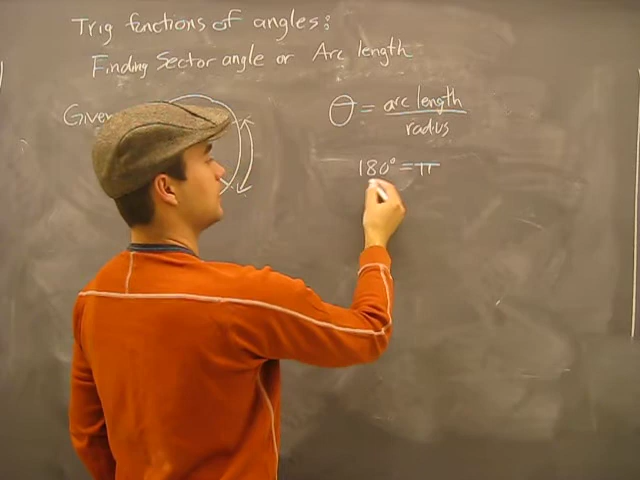 Trig functions of angles:
Finding Sector angle or Arc length
Given
θ = arc length / radius
180° = π